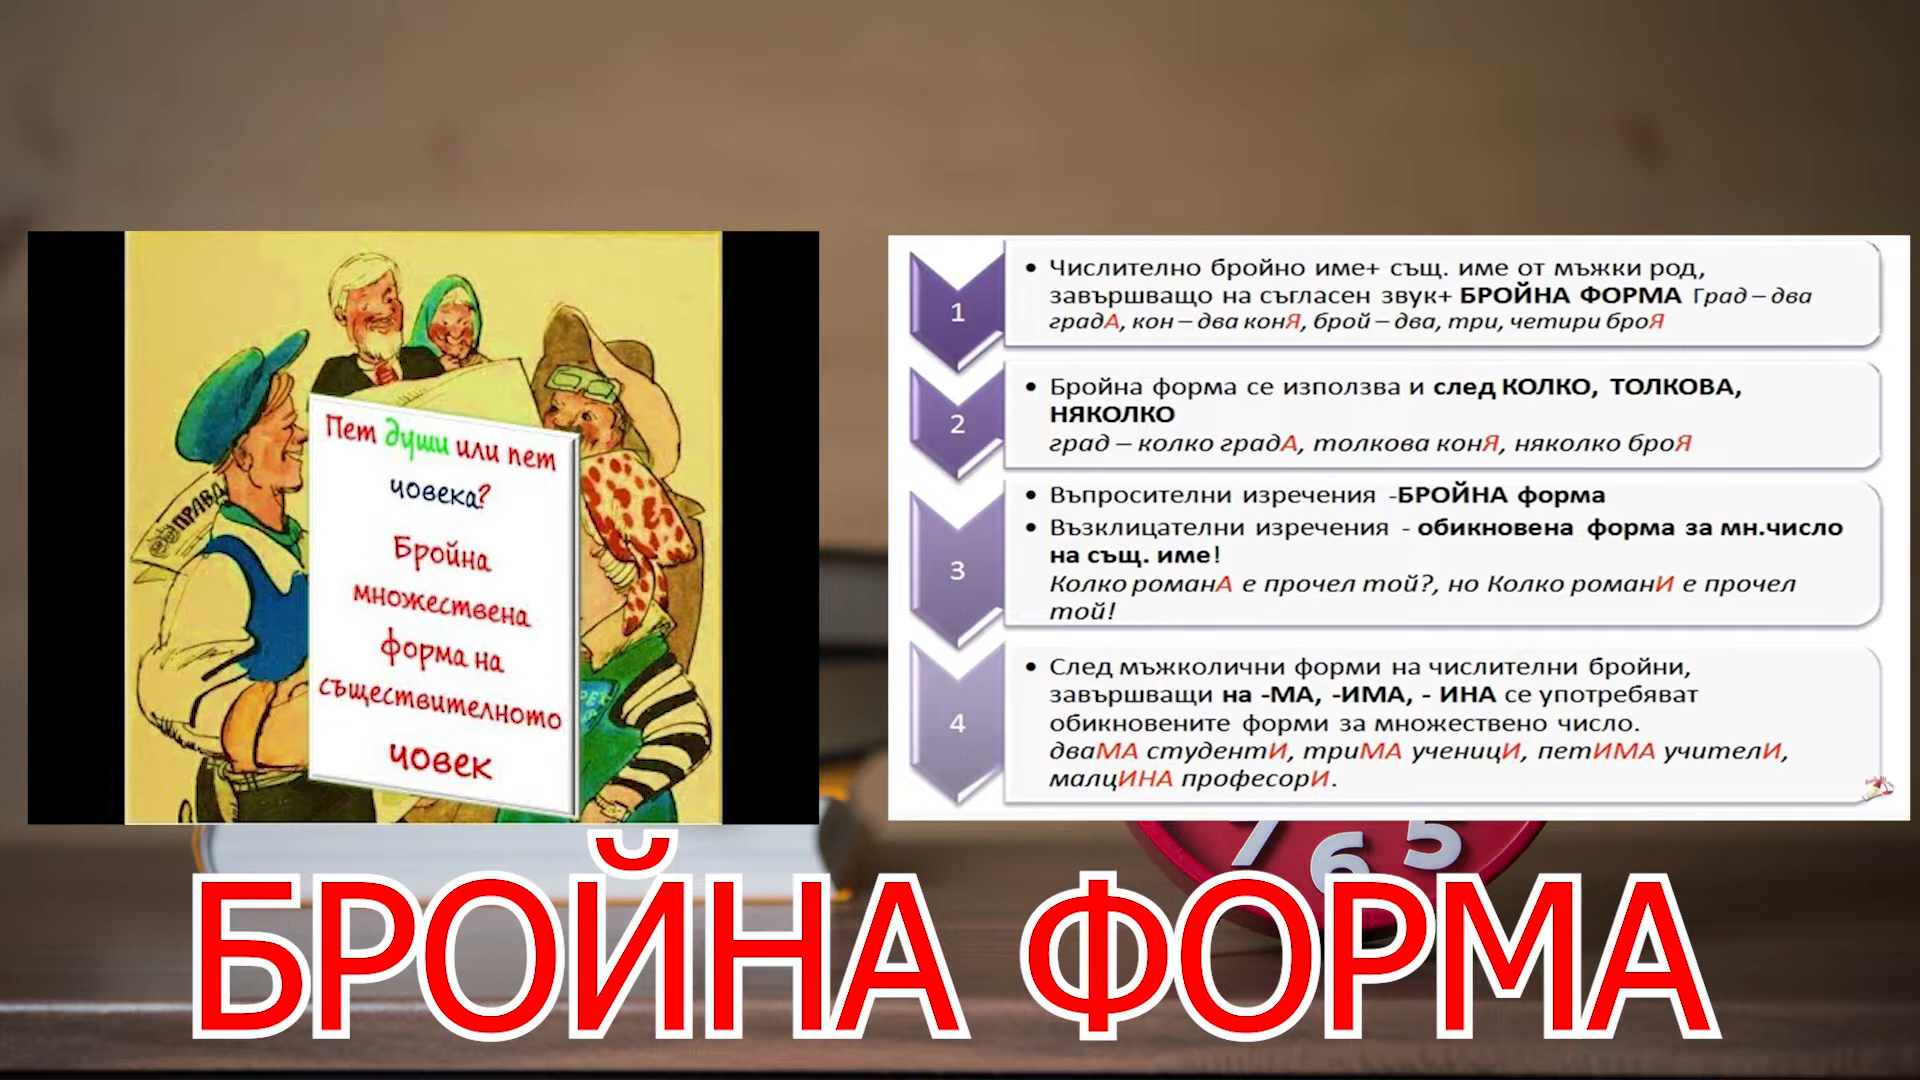 ПРАВДА
Пет души или пет
човека?
Бройна
множествена
форма на
съществителното
човек
1
• Числително бройно име+ същ. име от мъжки род,
завършващо на съгласен звук+ БРОЙНА ФОРМА Град – два
градА, кон – два конЯ, брой – два, три, четири броЯ
2
• Бройна форма се използва и след КОЛКО, ТОЛКОВА,
НЯКОЛКО
град – колко градА, толкова конЯ, няколко броЯ
3
• Въпросителни изречения -БРОЙНА форма
• Възклицателни изречения - обикновена форма за мн.число
на същ. име!
Колко романА е прочел той?, но Колко романИ е прочел
той!
4
• След мъжколични форми на числителни бройни,
завършващи на -МА, -ИМА, - ИНА се употребяват
обикновените форми за множествено число.
дваМА студентИ, триМА ученицИ, петИМА учителИ,
малцИНА професорИ.
7 6 5
БРОЙНА ФОРМА